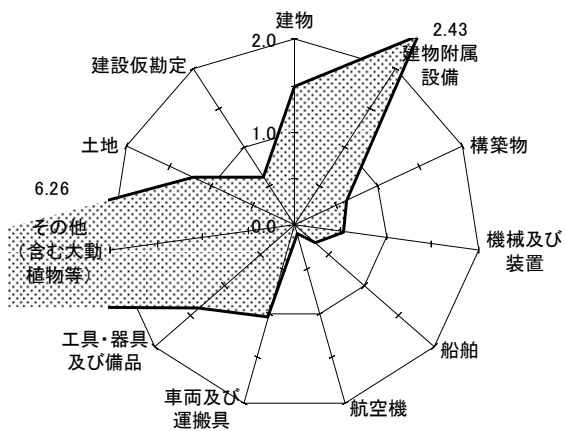 建物
2.43
2.0
建物附属
設備
建設仮勘定
構築物
土地
1.0
6.26
その他
（含む大動
植物等）
0.0
機械及び
装置
工具・器具
及び備品
船舶
車両及び
運搬具
航空機